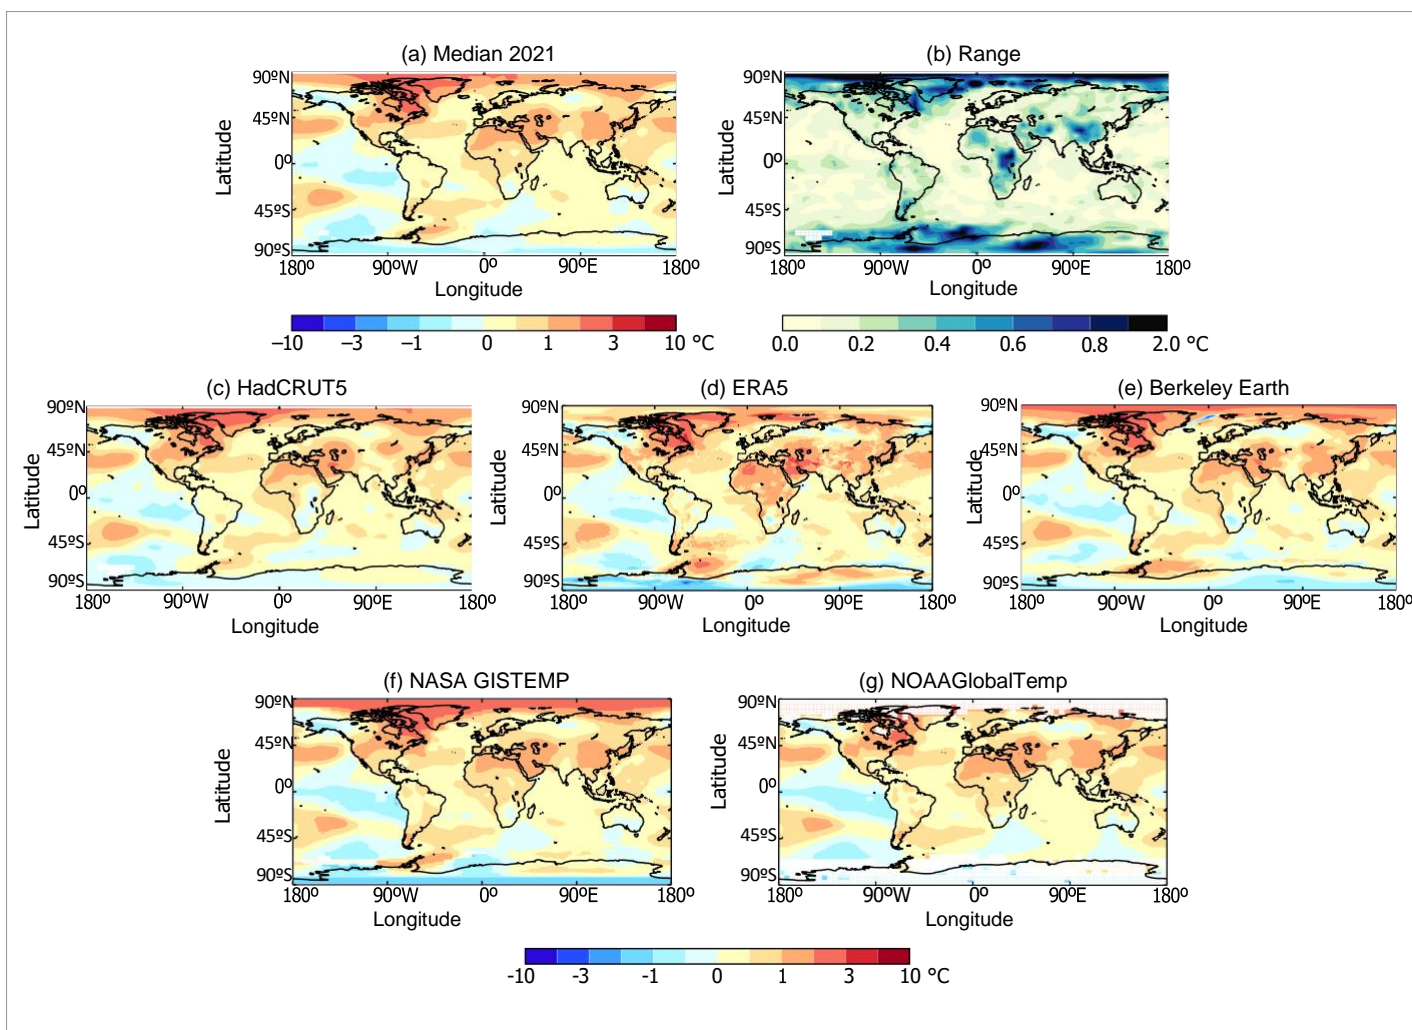 (a) Median 2021
(b) Range
90ºN
45ºN
0º
45ºS
90ºS
Latitude
180º 90ºW 0º 90ºE 180º
Longitude
90ºN
45ºN
0º
45ºS
90ºS
Latitude
180º 90ºW 0º 90ºE 180º
Longitude
–10 –3 –1 0 1 3 10 °C
0.0 0.2 0.4 0.6 0.8 2.0 °C
(c) HadCRUT5
(d) ERA5
(e) Berkeley Earth
90ºN
45ºN
0º
45ºS
90ºS
Latitude
180º 90ºW 0º 90ºE 180º
Longitude
90ºN
45ºN
0º
45ºS
90ºS
Latitude
180º 90ºW 0º 90ºE 180º
Longitude
90ºN
45ºN
0º
45ºS
90ºS
Latitude
180º 90ºW 0º 90ºE 180º
Longitude
(f) NASA GISTEMP
(g) NOAAGlobalTemp
90ºN
45ºN
0º
45ºS
90ºS
Latitude
180º 90ºW 0º 90ºE 180º
Longitude
90ºN
45ºN
0º
45ºS
90ºS
Latitude
180º 90ºW 0º 90ºE 180º
Longitude
-10 -3 -1 0 1 3 10 °C